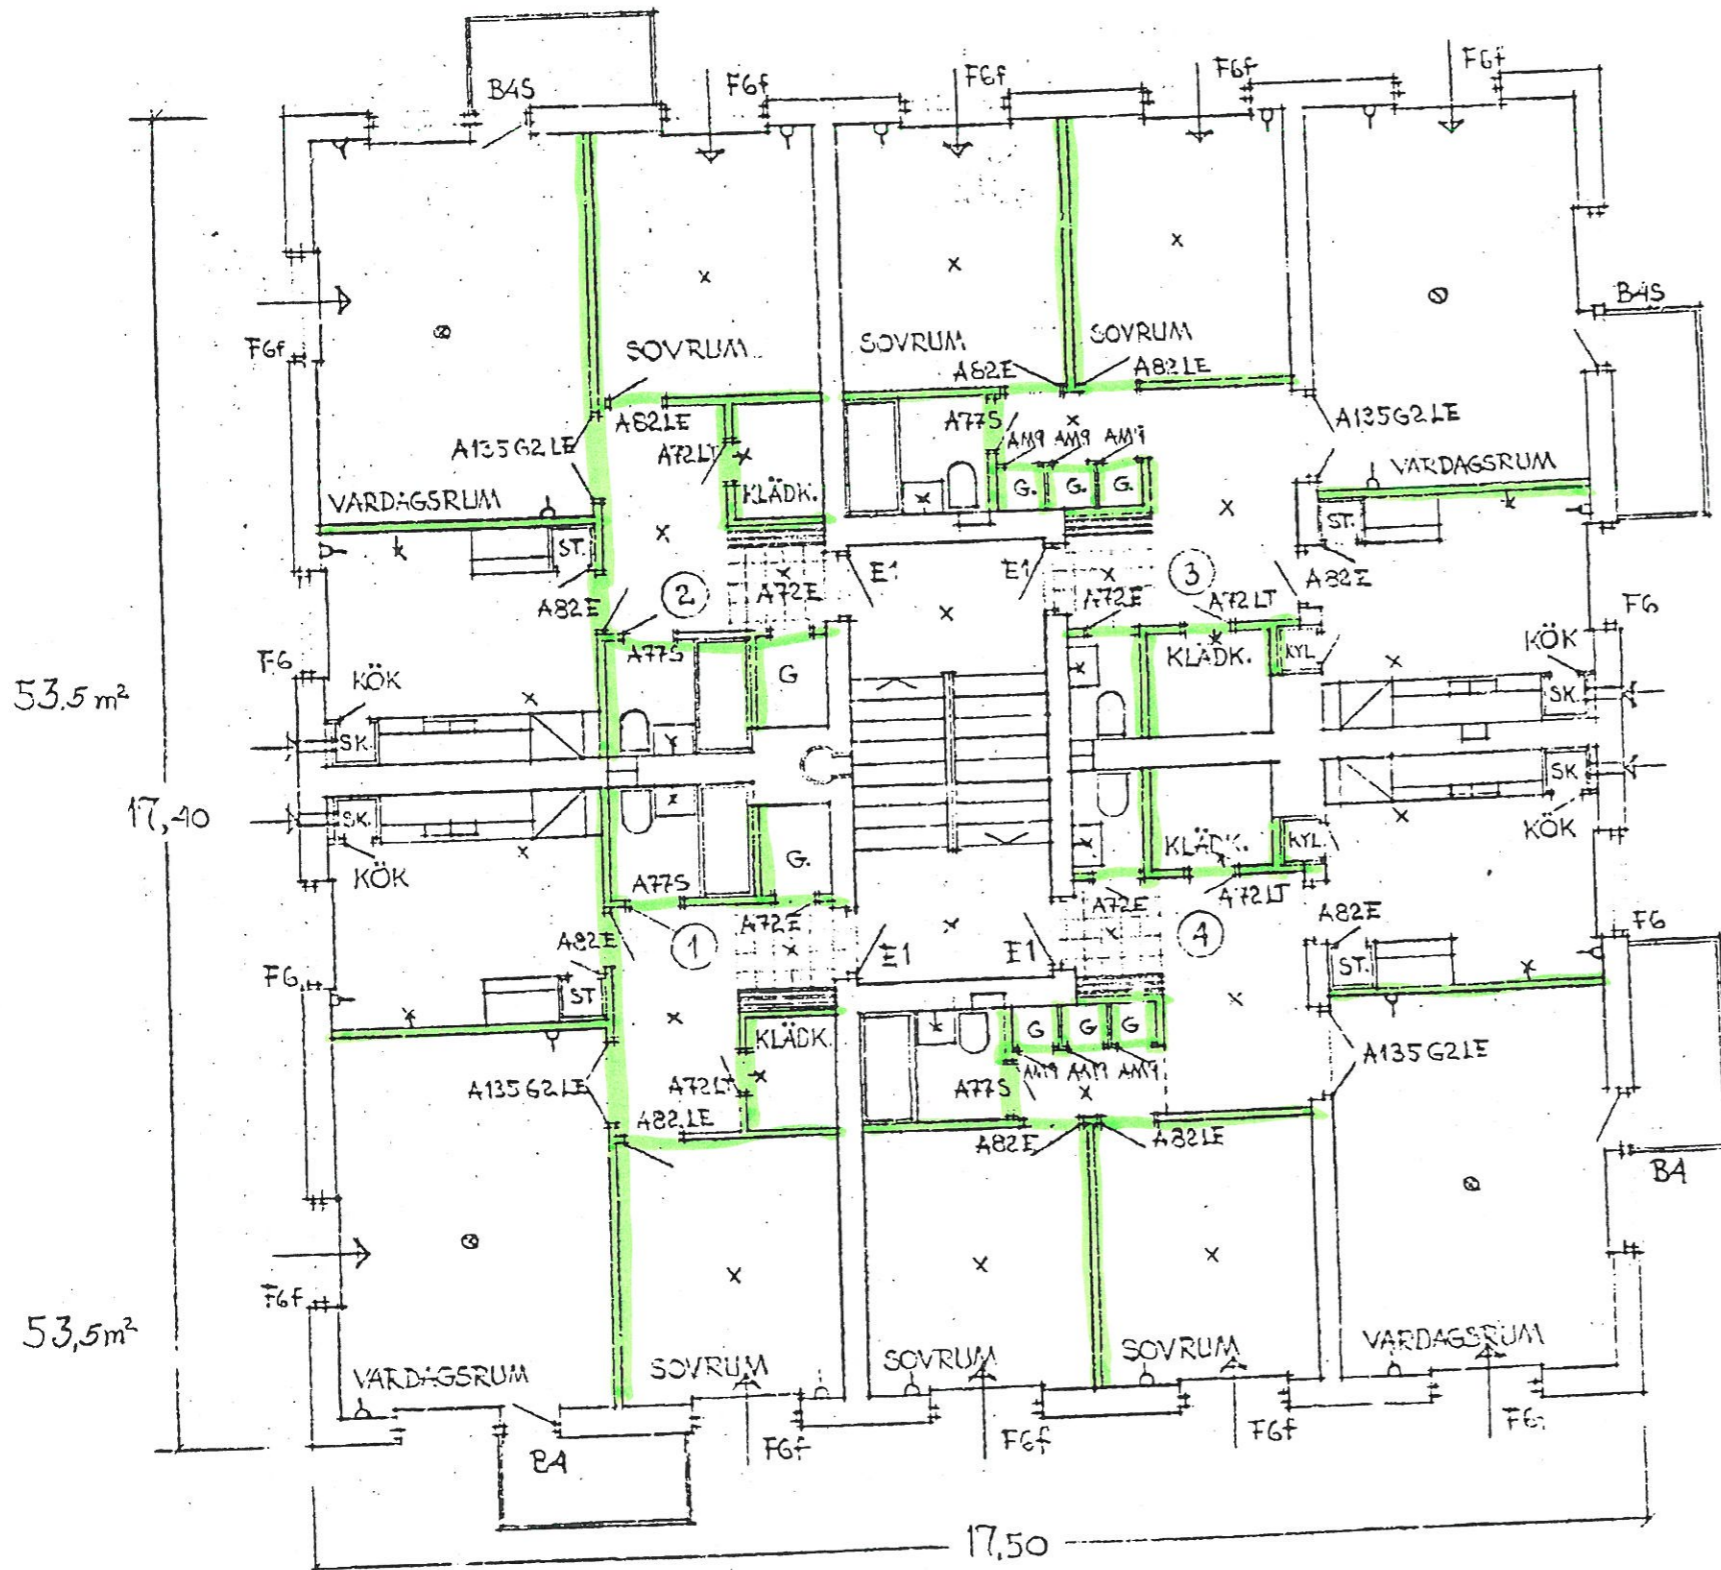 B4S
F6f
F6f
F6f
F6f
B4S
F6f
SOVRUM
SOVRUM
SOVRUM
A82E
A82LE
A82LE
A77S
A135G2LE
A135G2LE
A72LT
AM9 AM9 AM9
VARDAGSRUM
KLÄDK.
G. G. G.
VARDAGSRUM
ST.
ST.
E1
E1
A82E
A72E
A82E
2
3
A72E
A72LT
F6
A77S
KLÄDK.
KYL.
KÖK
F6
KÖK
G
SK.
53,5 m²
SK.
17,40
SK.
SK.
KÖK
G.
KLÄDK.
KYL.
KÖK
A77S
A72E
A72LT
A72E
A82E
F6
A82E
1
4
E1
E1
ST.
F6
ST
KLÄDK.
G G G
A135G2LE
A72LT
A77S
AM9 AM9 AM9
A135G2LE
A82LE
A82E
A82LE
B4
F6f
53,5m²
VARDAGSRUM
SOVRUM
SOVRUM
SOVRUM
VARDAGSRUM
B4
F6f
F6f
F6f
17,50